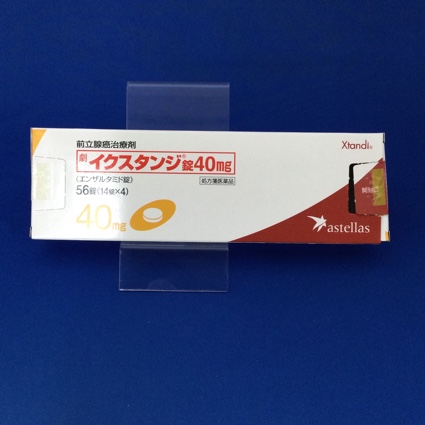 前立腺癌治療剤
Xtandi®
劇 イクスタンジ®錠40mg
(エンザルタミド錠)
処方箋医薬品
56錠(14錠×4)
40mg
astellas